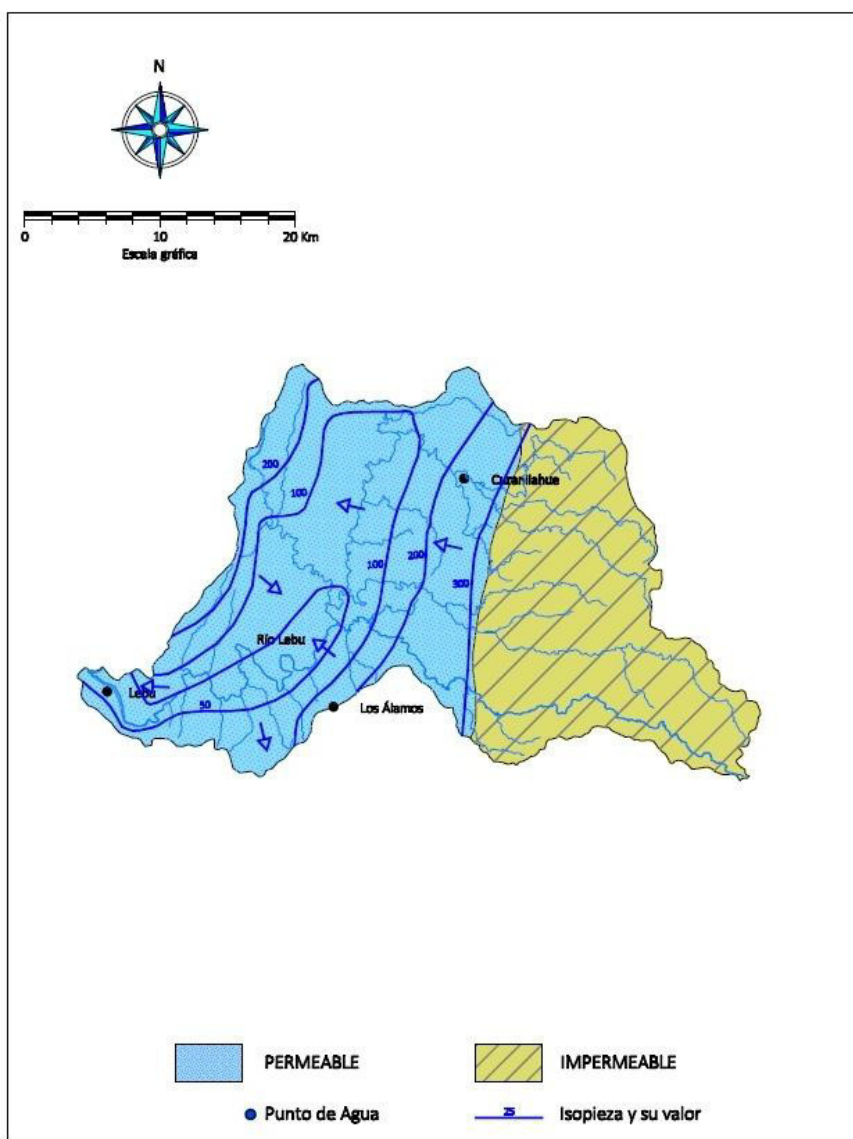 N
0 10 20 Km
Escala gráfica
200
100
Curanilahue
200
100
300
Río Lebu
Lebu
50
Los Álamos
PERMEABLE
IMPERMEABLE
Punto de Agua
25 Isopieza y su valor